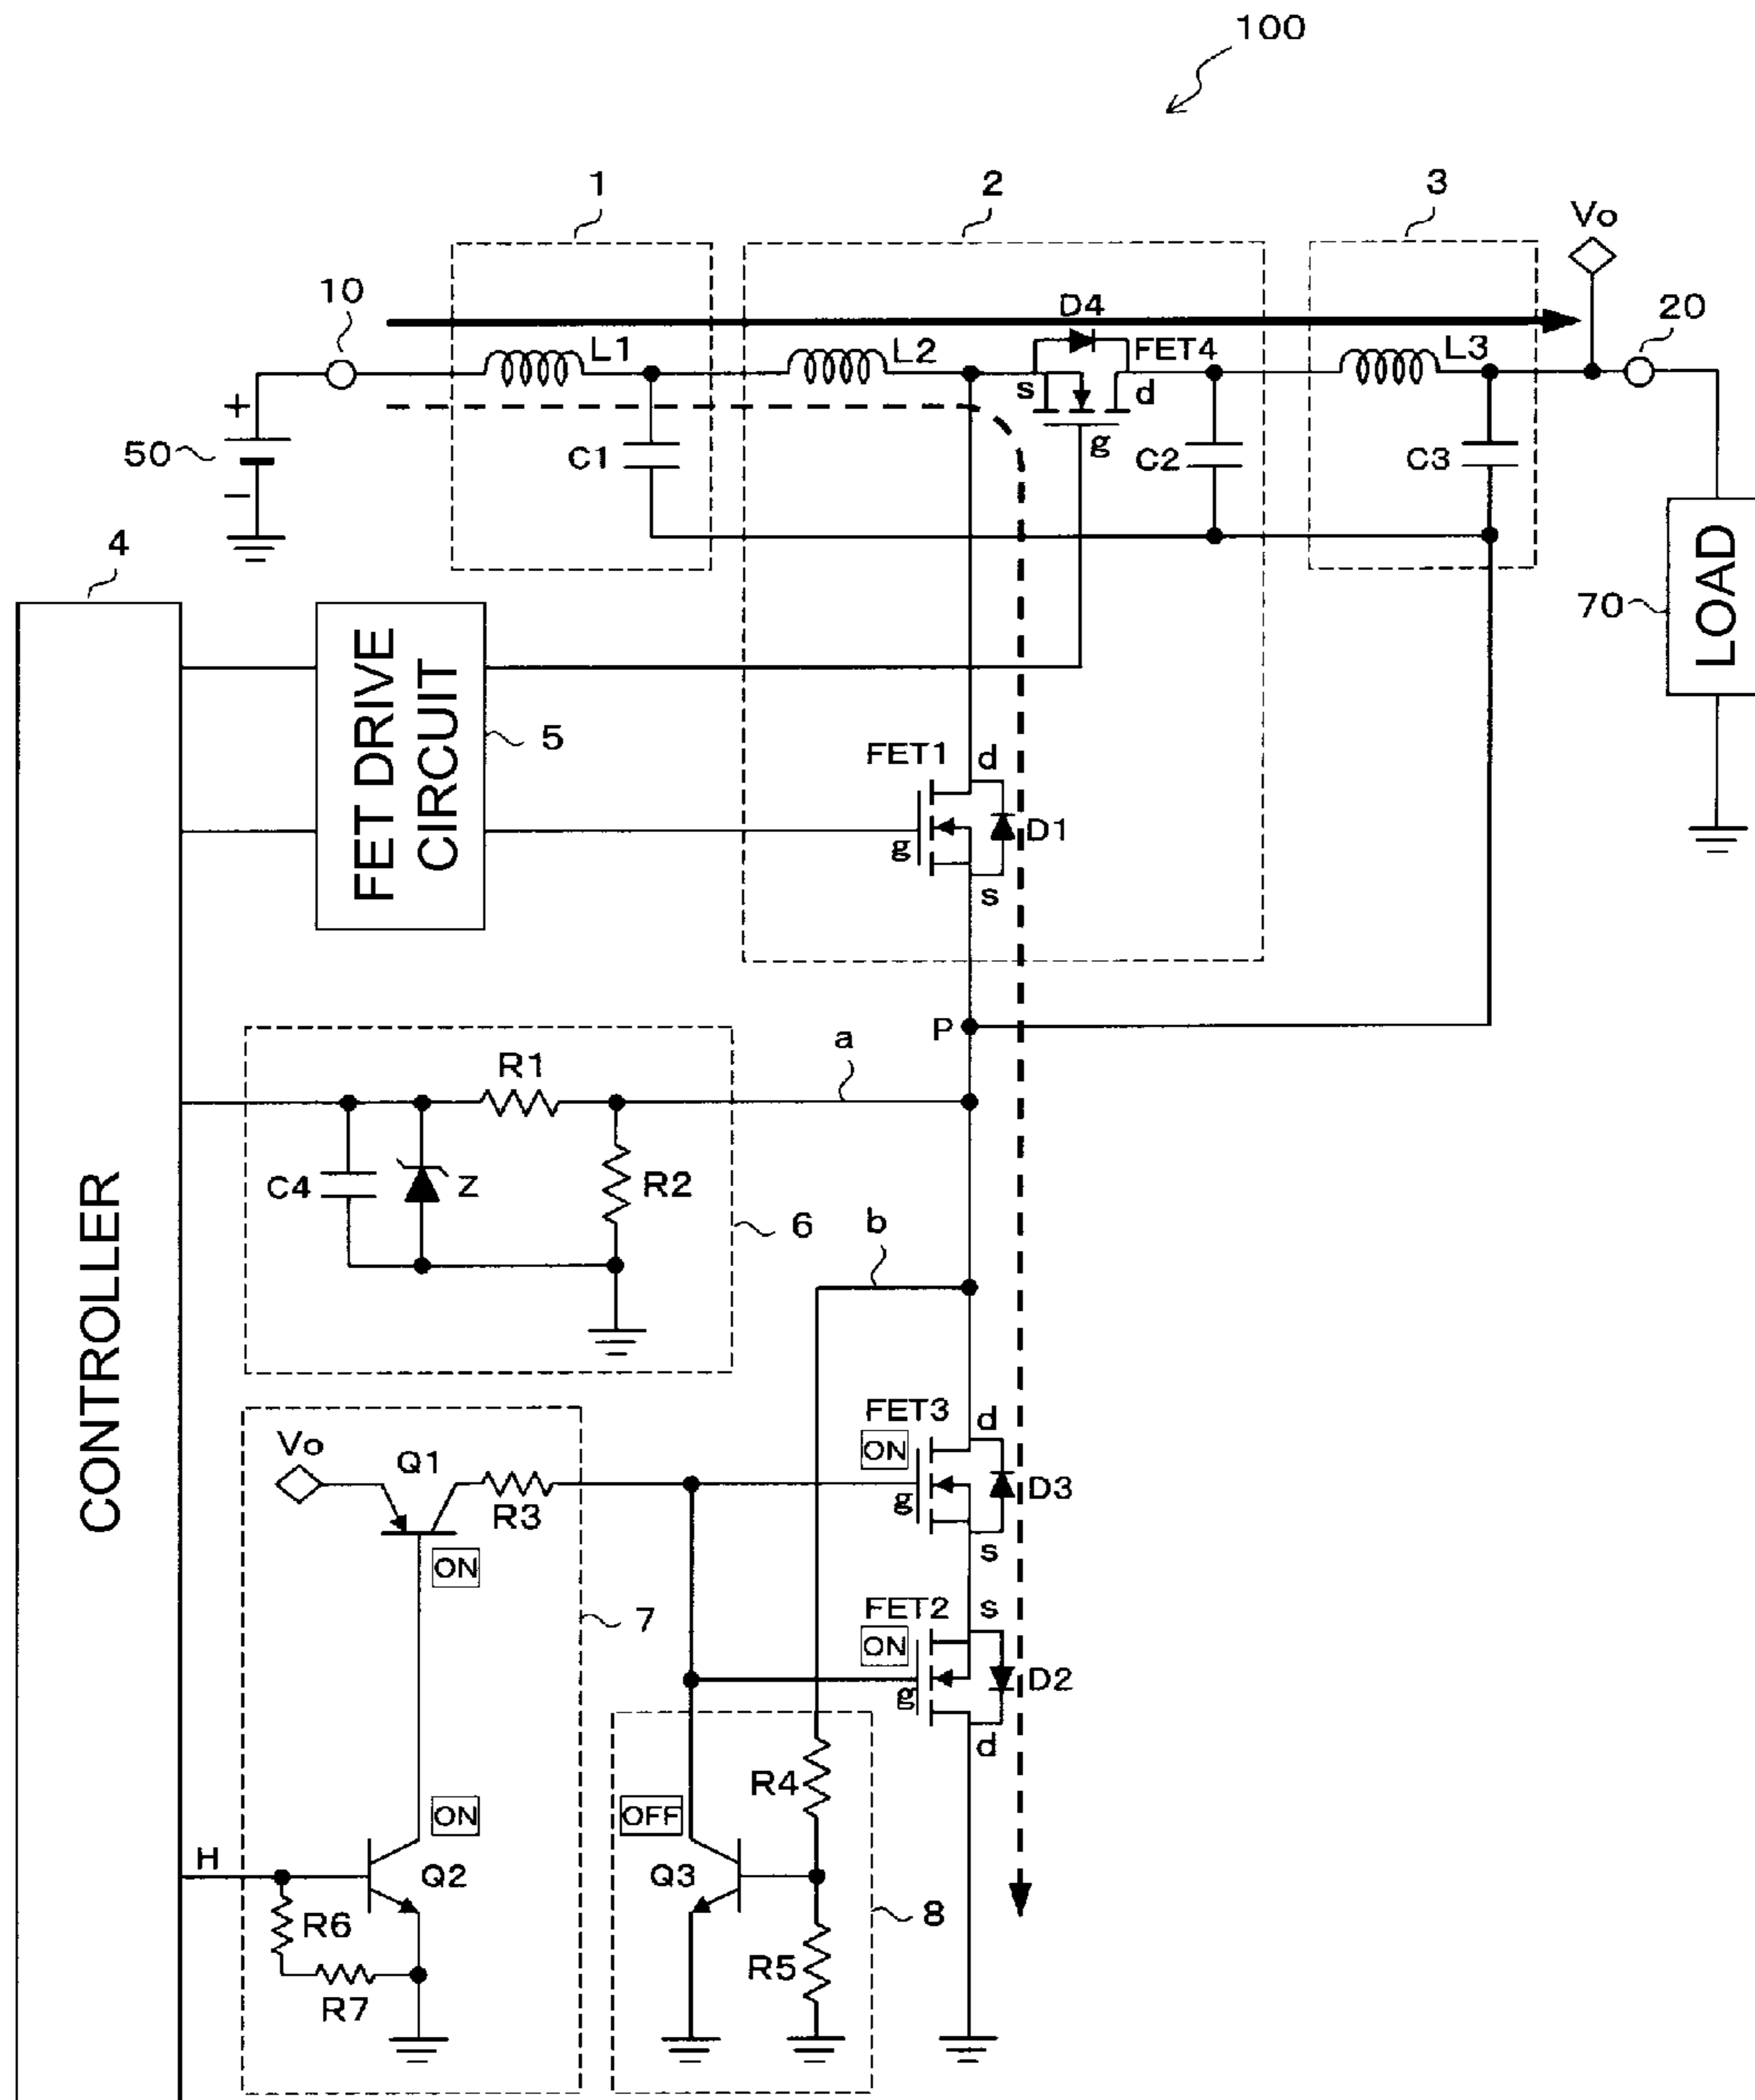 100
1
2
3
Vo
10
D4
20
L1
L2
FET4
L3
s
d
g
+
50
−
C1
C2
C3
4
LOAD
70
FET DRIVE
CIRCUIT
5
FET1
d
g
D1
s
P
a
R1
C4
Z
R2
6
b
CONTROLLER
FET3
d
ON
g
D3
s
Vo
Q1
R3
ON
7
FET2
s
ON
g
D2
d
R4
ON
OFF
H
Q2
Q3
8
R6
R5
R7